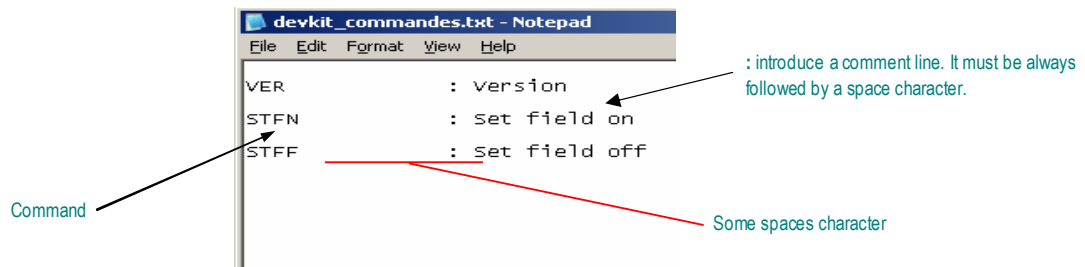 devkit_commandes.txt - Notepad
File Edit Format View Help
VER : Version
STFN : Set field on
STFF : Set field off
: introduce a comment line. It must be always
followed by a space character.
Command
Some spaces character